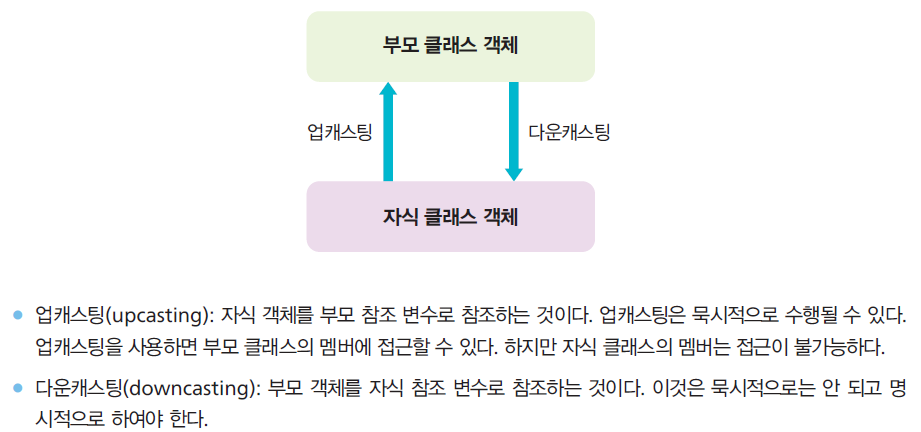 부모 클래스 객체
업캐스팅
다운캐스팅
자식 클래스 객체
업캐스팅(upcasting): 자식 객체를 부모 참조 변수로 참조하는 것이다. 업캐스팅은 묵시적으로 수행될 수 있다.
업캐스팅을 사용하면 부모 클래스의 멤버에 접근할 수 있다. 하지만 자식 클래스의 멤버는 접근이 불가능하다.
다운캐스팅(downcasting): 부모 객체를 자식 참조 변수로 참조하는 것이다. 이것은 묵시적으로는 안 되고 명
시적으로 하여야 한다.